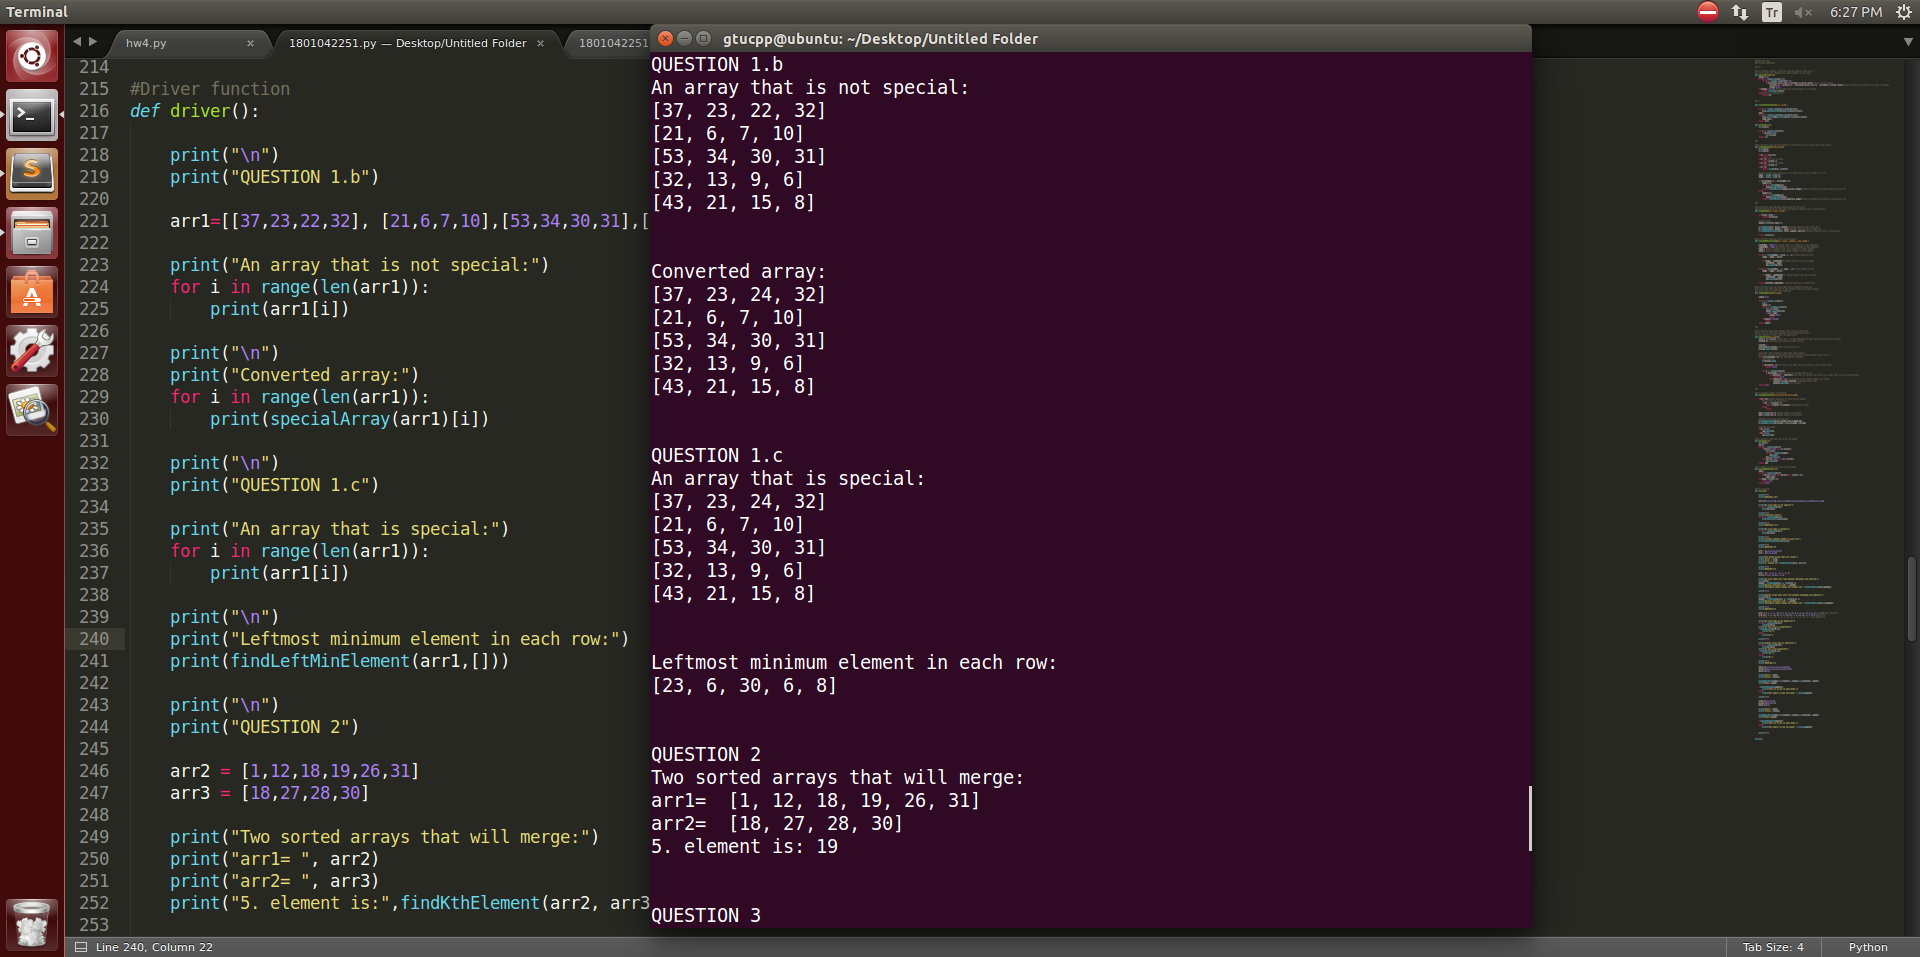 Terminal
Tr
6:27 PM
hw4.py ×
1801042251.py — Desktop/Untitled Folder ×
1801042251
214
215 #Driver function
216 def driver():
217
218 print("\n")
219 print("QUESTION 1.b")
220
221 arr1=[[37,23,22,32], [21,6,7,10],[53,34,30,31],[
222
223 print("An array that is not special:")
224 for i in range(len(arr1)):
225 print(arr1[i])
226
227 print("\n")
228 print("Converted array:")
229 for i in range(len(arr1)):
230 print(specialArray(arr1)[i])
231
232 print("\n")
233 print("QUESTION 1.c")
234
235 print("An array that is special:")
236 for i in range(len(arr1)):
237 print(arr1[i])
238
239 print("\n")
240 print("Leftmost minimum element in each row:")
241 print(findLeftMinElement(arr1,[]))
242
243 print("\n")
244 print("QUESTION 2")
245
246 arr2 = [1,12,18,19,26,31]
247 arr3 = [18,27,28,30]
248
249 print("Two sorted arrays that will merge:")
250 print("arr1= ", arr2)
251 print("arr2= ", arr3)
252 print("5. element is:",findKthElement(arr2, arr3
253
gtucpp@ubuntu: ~/Desktop/Untitled Folder
QUESTION 1.b
An array that is not special:
[37, 23, 22, 32]
[21, 6, 7, 10]
[53, 34, 30, 31]
[32, 13, 9, 6]
[43, 21, 15, 8]
Converted array:
[37, 23, 24, 32]
[21, 6, 7, 10]
[53, 34, 30, 31]
[32, 13, 9, 6]
[43, 21, 15, 8]
QUESTION 1.c
An array that is special:
[37, 23, 24, 32]
[21, 6, 7, 10]
[53, 34, 30, 31]
[32, 13, 9, 6]
[43, 21, 15, 8]
Leftmost minimum element in each row:
[23, 6, 30, 6, 8]
QUESTION 2
Two sorted arrays that will merge:
arr1=  [1, 12, 18, 19, 26, 31]
arr2=  [18, 27, 28, 30]
5. element is: 19
QUESTION 3
Line 240, Column 22
Tab Size: 4
Python